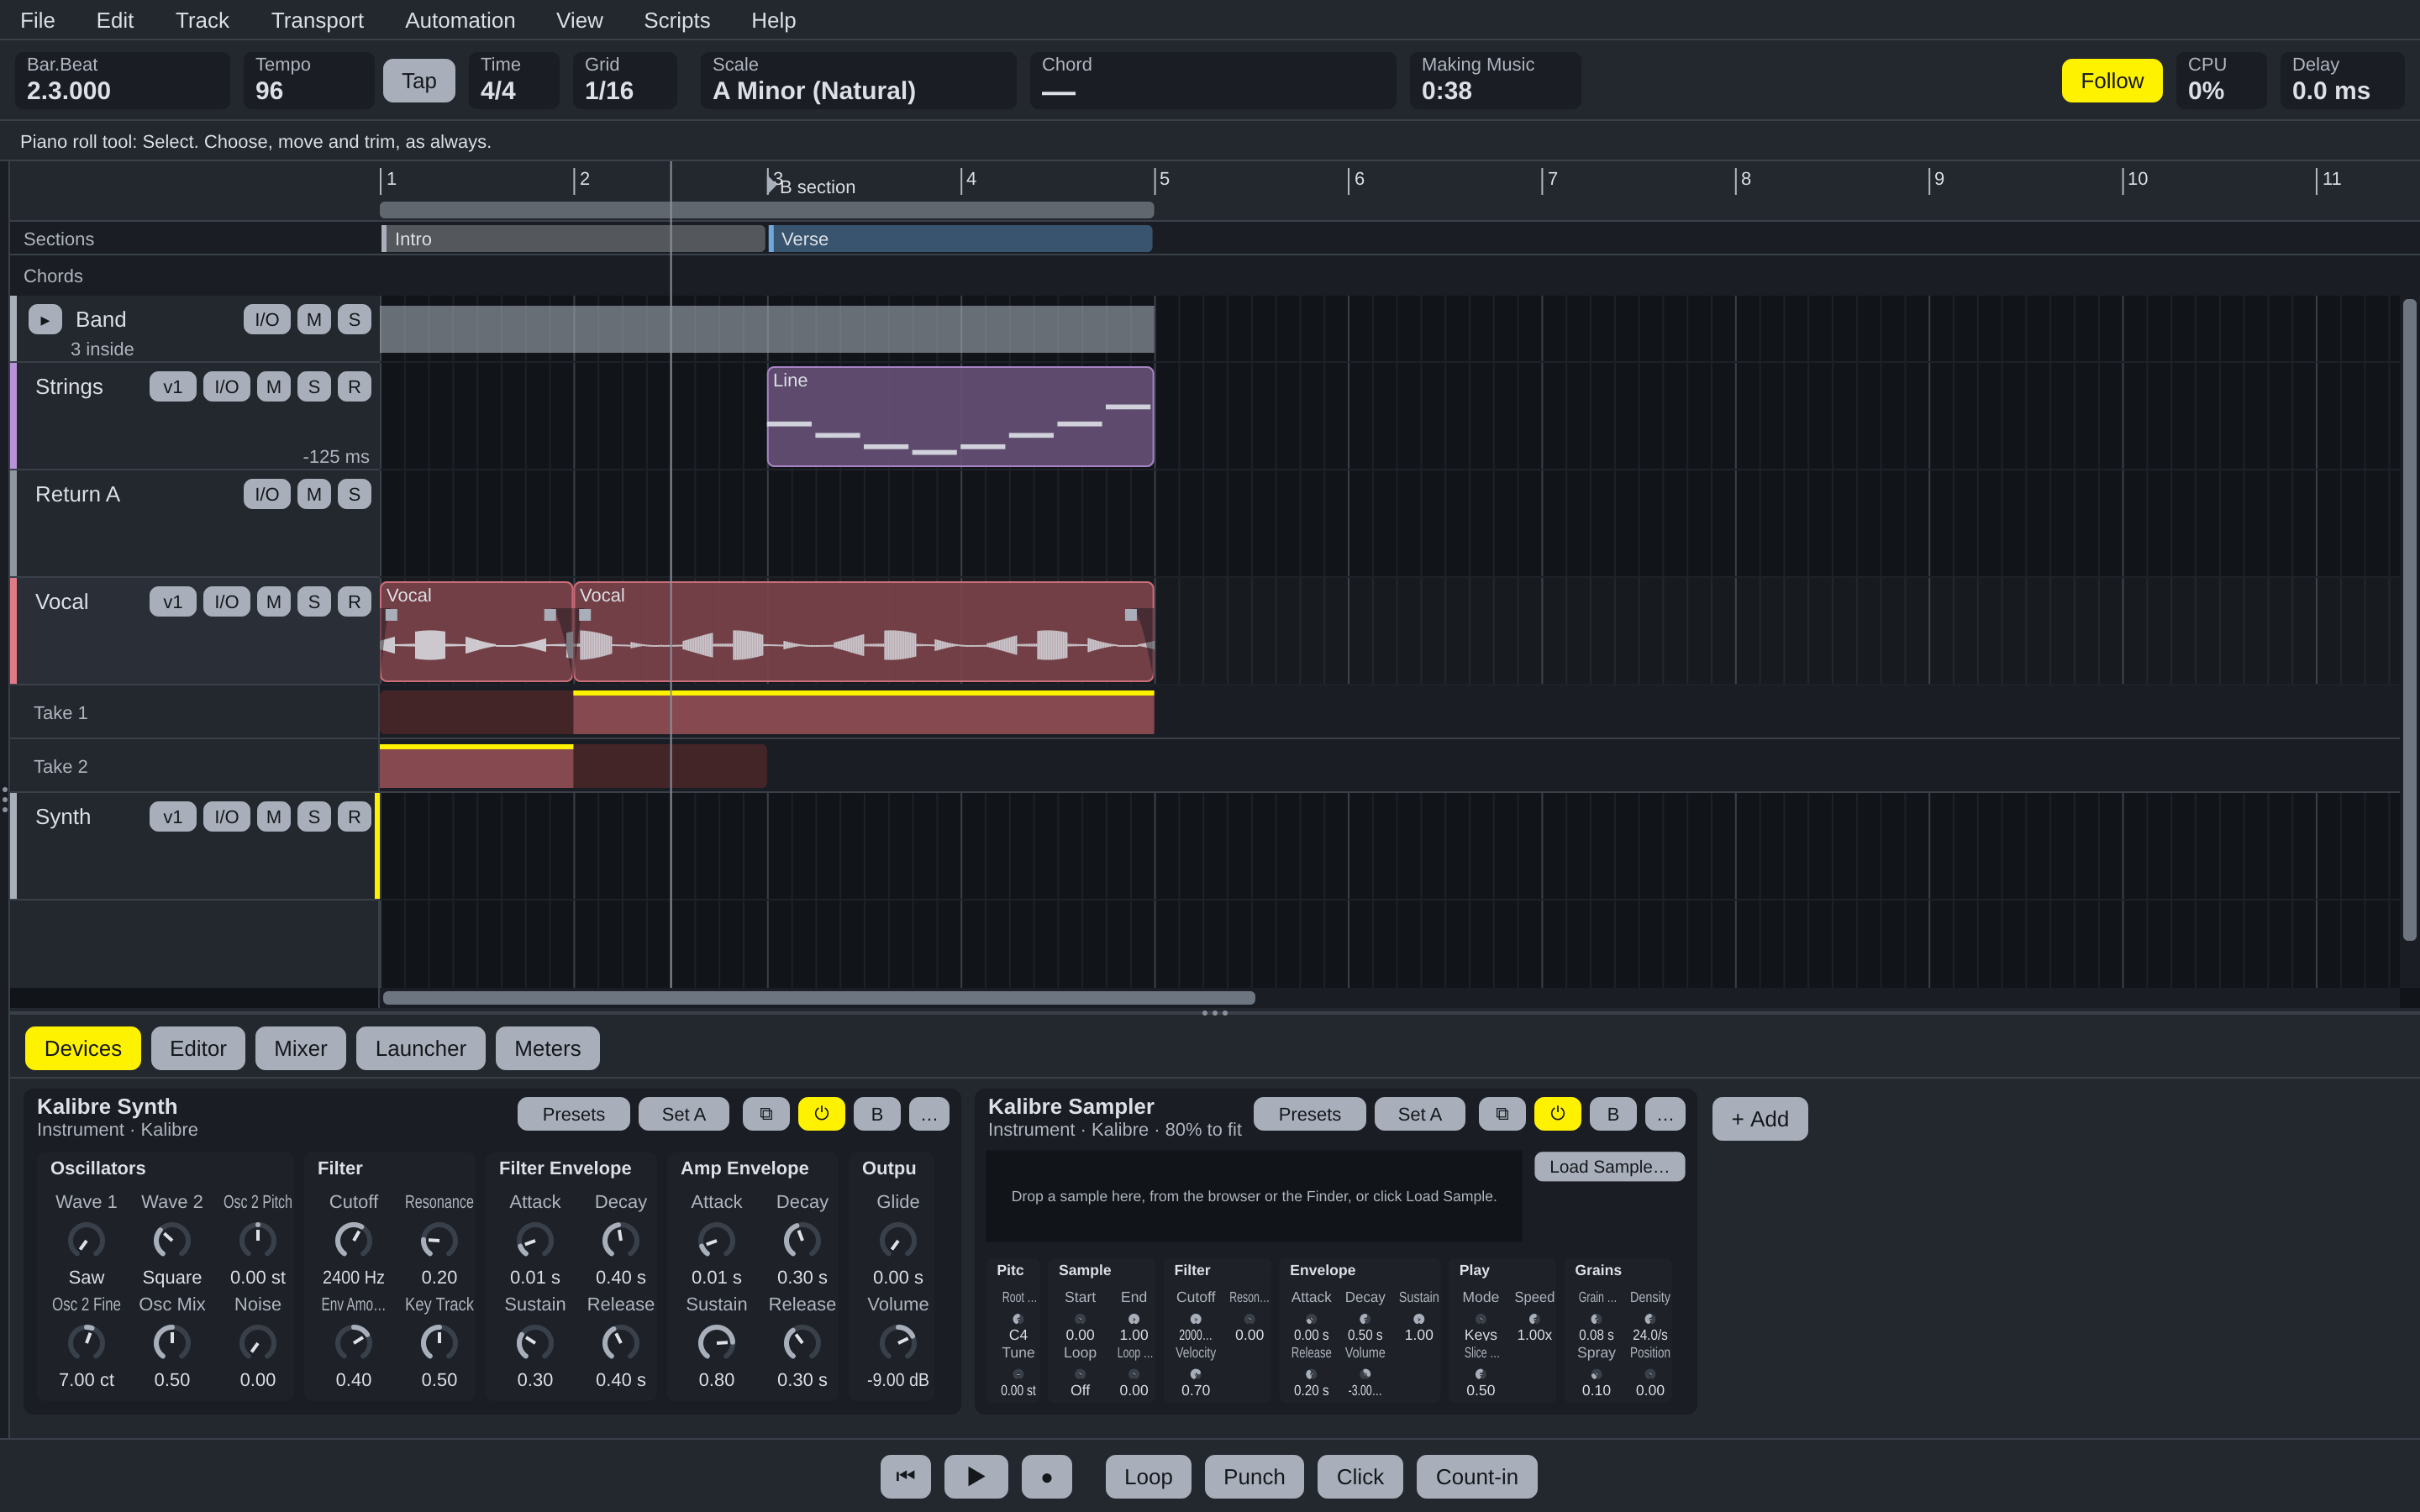 File Edit Track Transport Automation View Scripts Help
Bar.Beat Tempo Time Grid Scale Chord Making Music CPU Delay
2.3.000 96 Tap 4/4 1/16 A Minor (Natural) — 0:38 Follow 0% 0.0 ms
Piano roll tool: Select. Choose, move and trim, as always.
1 2 3 4 5 6 7 8 9 10 11
B section
Sections Intro Verse
Chords
Band I/O M S
3 inside
Strings v1 I/O M S R Line
-125 ms
Return A I/O M S
Vocal v1 I/O M S R Vocal Vocal
Take 1
Take 2
Synth v1 I/O M S R
Devices Editor Mixer Launcher Meters
Kalibre Synth Presets Set A B …
Instrument · Kalibre
Oscillators Filter Filter Envelope Amp Envelope Outpu
Wave 1 Wave 2 Osc 2 Pitch Cutoff Resonance Attack Decay Attack Decay Glide
Saw Square 0.00 st 2400 Hz 0.20 0.01 s 0.40 s 0.01 s 0.30 s 0.00 s
Osc 2 Fine Osc Mix Noise Env Amo… Key Track Sustain Release Sustain Release Volume
7.00 ct 0.50 0.00 0.40 0.50 0.30 0.40 s 0.80 0.30 s -9.00 dB
Kalibre Sampler Presets Set A B …
Instrument · Kalibre · 80% to fit
Drop a sample here, from the browser or the Finder, or click Load Sample. Load Sample…
Pitc Sample Filter Envelope Play Grains
Root … Start End Cutoff Reson… Attack Decay Sustain Mode Speed Grain … Density
C4 0.00 1.00 2000… 0.00 0.00 s 0.50 s 1.00 Keys 1.00x 0.08 s 24.0/s
Tune Loop Loop … Velocity Release Volume Slice … Spray Position
0.00 st Off 0.00 0.70 0.20 s -3.00… 0.50 0.10 0.00
+ Add
Loop Punch Click Count-in